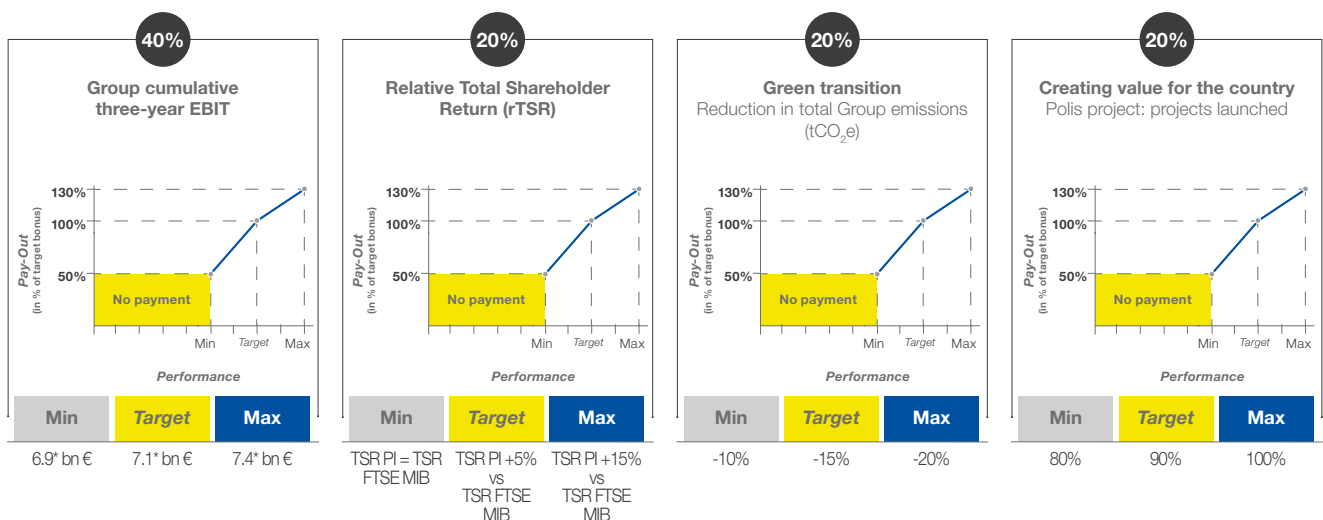 40%
Group cumulative
three-year EBIT
130%
100%
50%
Pay-Out
(in % of target bonus)
No payment
Min
Target
Max
Performance
Min
Target
Max
6.9* bn €
7.1* bn €
7.4* bn €
20%
Relative Total Shareholder
Return (rTSR)
130%
100%
50%
Pay-Out
(in % of target bonus)
No payment
Min
Target
Max
Performance
Min
Target
Max
TSR PI = TSR
FTSE MIB
TSR PI +5%
vs
TSR FTSE
MIB
TSR PI +15%
vs
TSR FTSE
MIB
20%
Green transition
Reduction in total Group emissions
(tCO₂e)
130%
100%
50%
Pay-Out
(in % of target bonus)
No payment
Min
Target
Max
Performance
Min
Target
Max
-10%
-15%
-20%
20%
Creating value for the country
Polis project: projects launched
130%
100%
50%
Pay-Out
(in % of target bonus)
No payment
Min
Target
Max
Performance
Min
Target
Max
80%
90%
100%